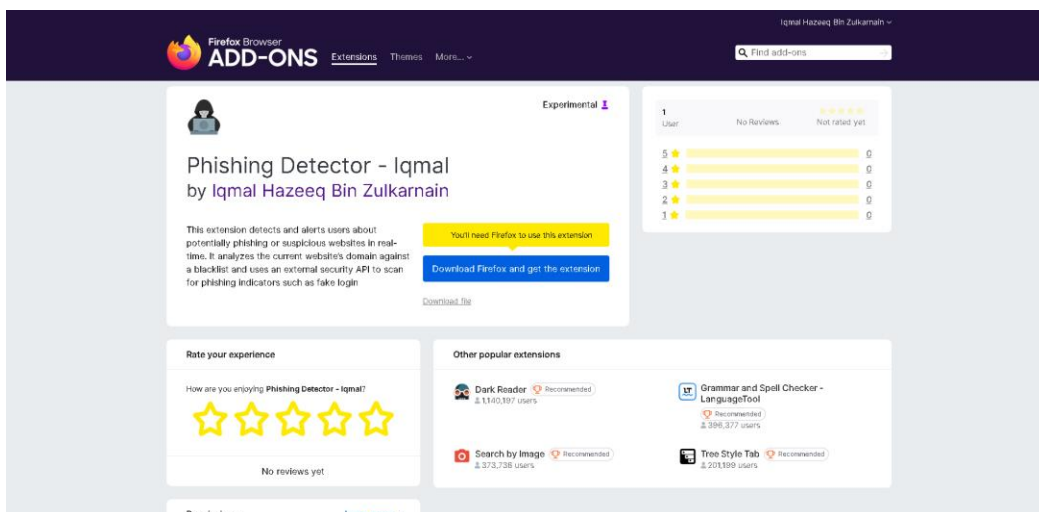 Iqmal Hazeeq Bin Zulkarnain
Firefox Browser
ADD-ONS
Extensions Themes More...
Find add-ons
Experimental
Phishing Detector - Iqmal
by Iqmal Hazeeq Bin Zulkarnain
This extension detects and alerts users about
potentially phishing or suspicious websites in real-
time. It analyzes the current website's domain against
a blacklist and uses an external security API to scan
for phishing indicators such as fake login
You'll need Firefox to use this extension
Download Firefox and get the extension
Download file
1
User
No Reviews
Not rated yet
5 0
4 0
3 0
2 0
1 0
Rate your experience
How are you enjoying Phishing Detector - Iqmal?
No reviews yet
Other popular extensions
Dark Reader Recommended
1,140,197 users
Grammar and Spell Checker -
LanguageTool
Recommended
396,377 users
Search by Image Recommended
373,738 users
Tree Style Tab Recommended
201,199 users